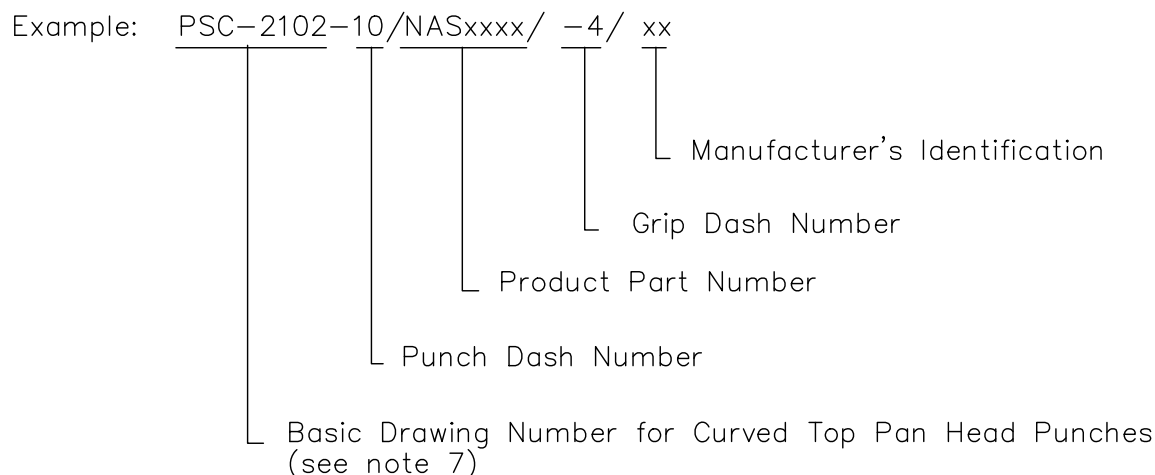 Example: PSC-2102-10/NASxxxx/ -4/ xx
Manufacturer's Identification
Grip Dash Number
Product Part Number
Punch Dash Number
Basic Drawing Number for Curved Top Pan Head Punches
(see note 7)